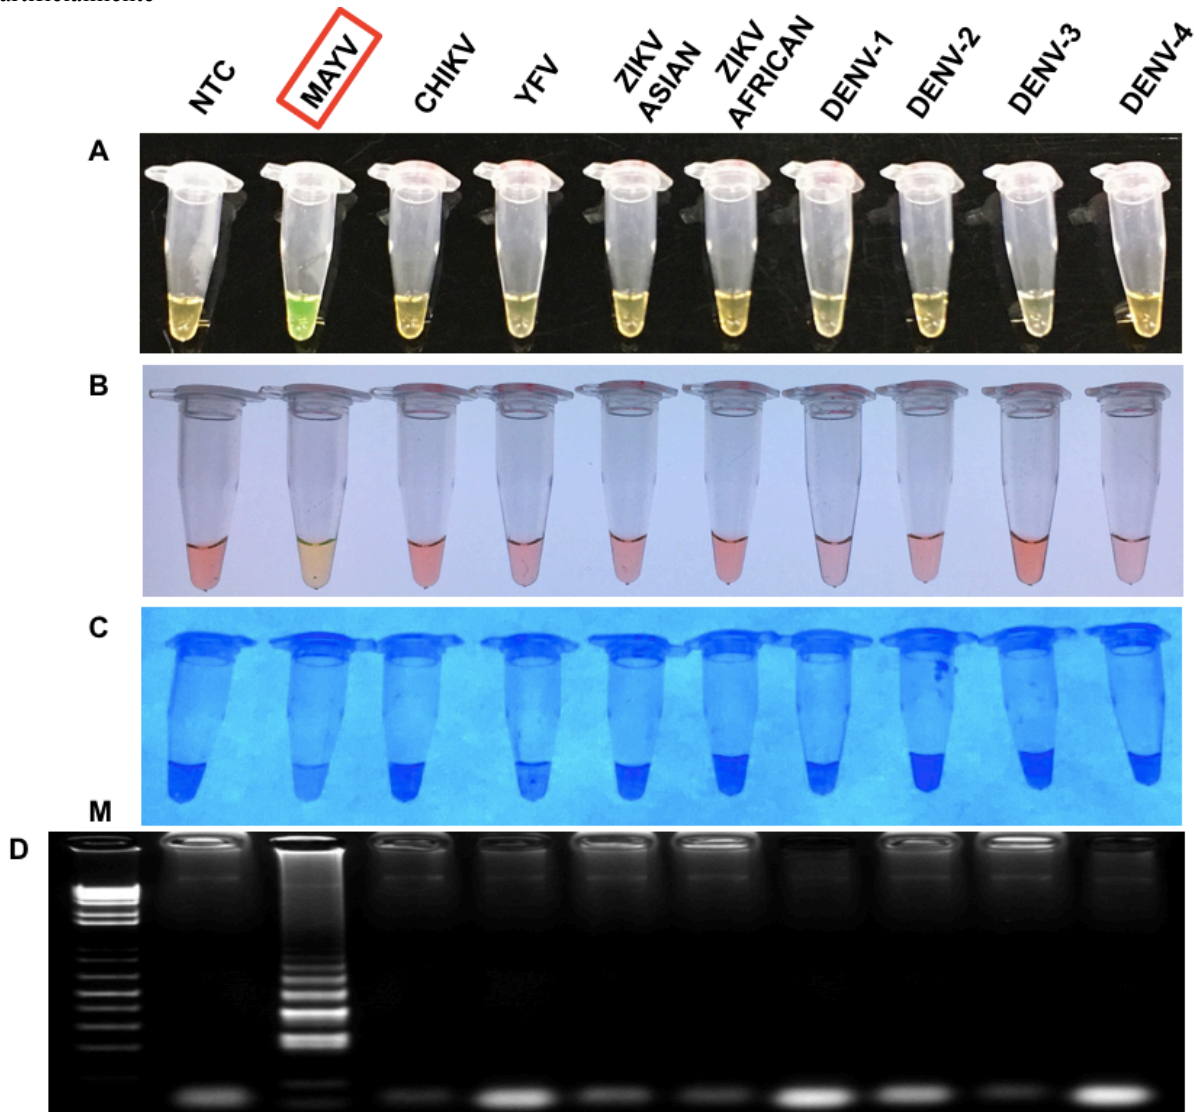 NTC
MAYV
CHIKV
YFV
ZIKV
ASIAN
ZIKV
AFRICAN
DENV-1
DENV-2
DENV-3
DENV-4
A
B
C
M
D